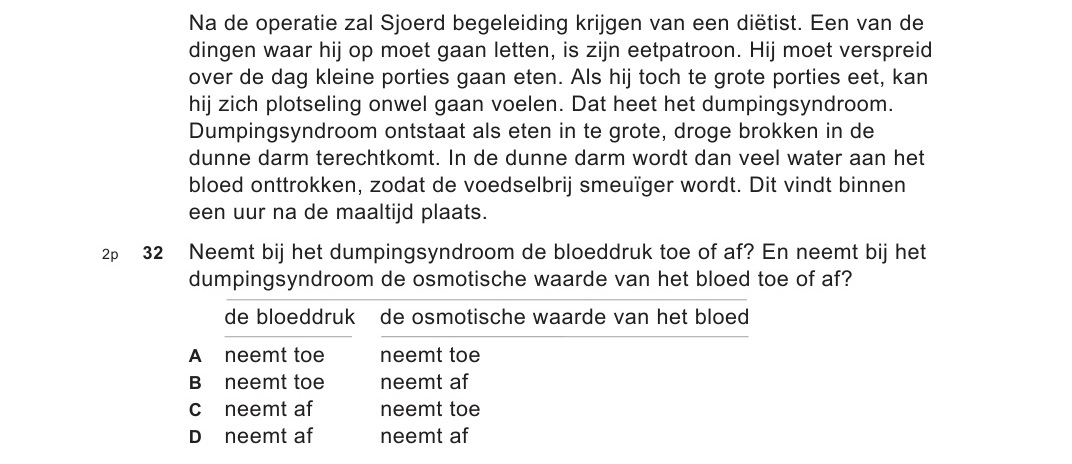 Na de operatie zal Sjoerd begeleiding krijgen van een diëtist. Een van de
dingen waar hij op moet gaan letten, is zijn eetpatroon. Hij moet verspreid
over de dag kleine porties gaan eten. Als hij toch te grote porties eet, kan
hij zich plotseling onwel gaan voelen. Dat heet het dumpingsyndroom.
Dumpingsyndroom ontstaat als eten in te grote, droge brokken in de
dunne darm terechtkomt. In de dunne darm wordt dan veel water aan het
bloed onttrokken, zodat de voedselbrij smeuïger wordt. Dit vindt binnen
een uur na de maaltijd plaats.
2p 32 Neemt bij het dumpingsyndroom de bloeddruk toe of af? En neemt bij het
dumpingsyndroom de osmotische waarde van het bloed toe of af?
de bloeddruk de osmotische waarde van het bloed
A neemt toe neemt toe
B neemt toe neemt af
C neemt af neemt toe
D neemt af neemt af